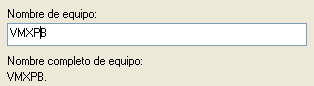 Nombre de equipo:
VMXPB
Nombre completo de equipo:
VMXPB.